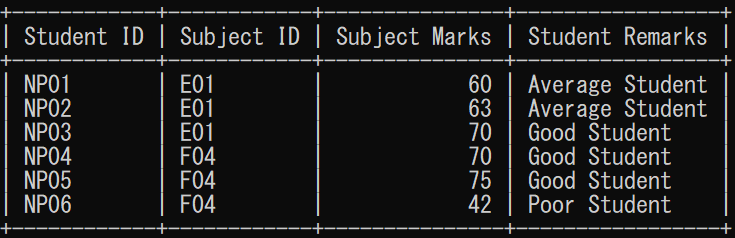 +------------+------------+---------------+-----------------+
| Student ID | Subject ID | Subject Marks | Student Remarks |
+------------+------------+---------------+-----------------+
| NP01       | E01        |            60 | Average Student |
| NP02       | E01        |            63 | Average Student |
| NP03       | E01        |            70 | Good Student    |
| NP04       | F04        |            70 | Good Student    |
| NP05       | F04        |            75 | Good Student    |
| NP06       | F04        |            42 | Poor Student    |
+------------+------------+---------------+-----------------+